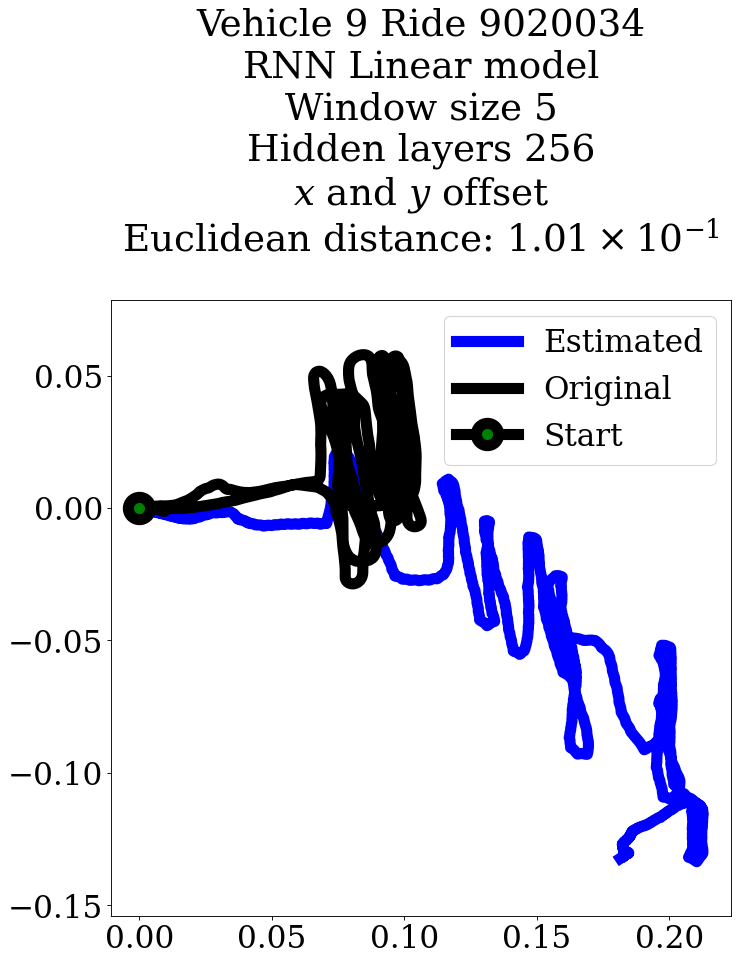 Vehicle 9 Ride 9020034
RNN Linear model
Window size 5
Hidden layers 256
x and y offset
Euclidean distance: 1.01 × 10⁻¹
Estimated
Original
Start
0.05
0.00
−0.05
−0.10
−0.15
0.00 0.05 0.10 0.15 0.20